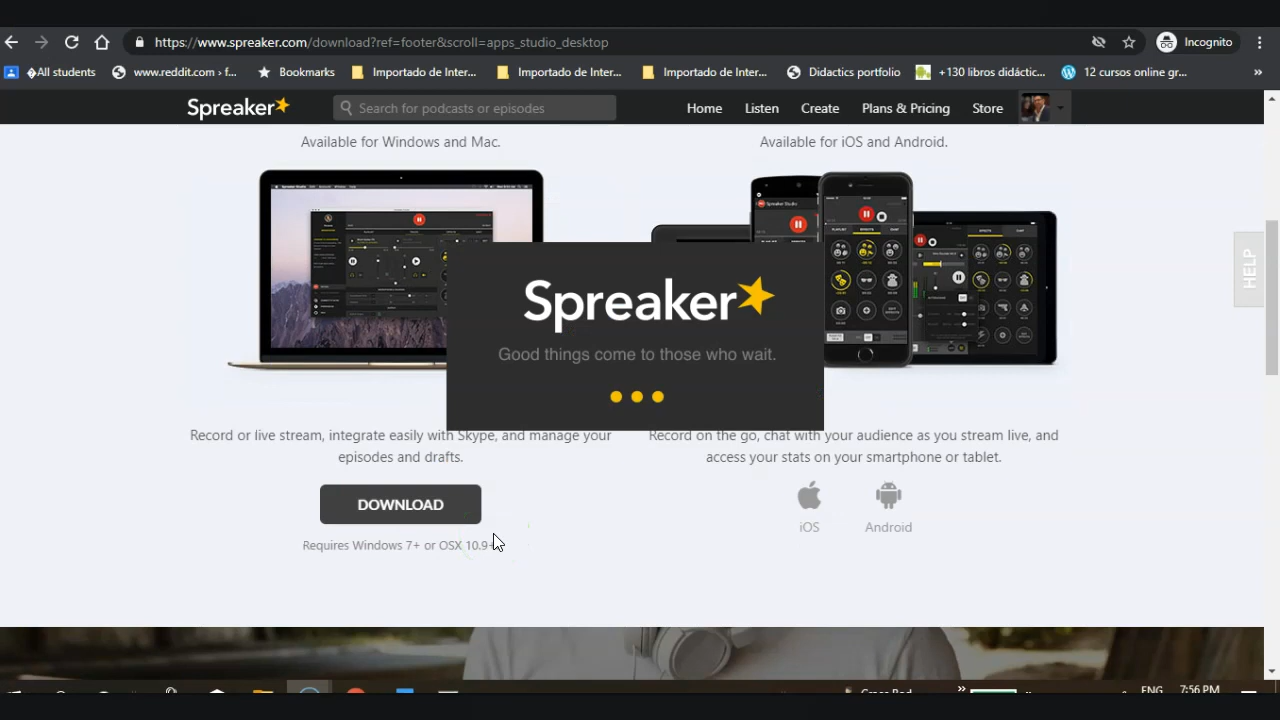 https://www.spreaker.com/download?ref=footer&scroll=apps_studio_desktop
Incognito
�All students
www.reddit.com › f...
Bookmarks
Importado de Inter...
Importado de Inter...
Importado de Inter...
Didactics portfolio
+130 libros didáctic...
12 cursos online gr...
»
Spreaker
Search for podcasts or episodes
Home
Listen
Create
Plans & Pricing
Store
Available for Windows and Mac.
Available for iOS and Android.
HELP
Spreaker
Good things come to those who wait.
Record or live stream, integrate easily with Skype, and manage your
episodes and drafts.
Record on the go, chat with your audience as you stream live, and
access your stats on your smartphone or tablet.
DOWNLOAD
Requires Windows 7+ or OSX 10.9+
iOS
Android
ENG
7:56 PM